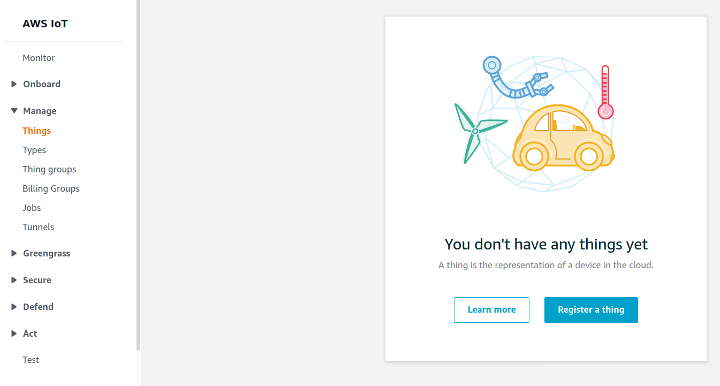 AWS IoT
Monitor
Onboard
Manage
Things
Types
Thing groups
Billing Groups
Jobs
Tunnels
Greengrass
Secure
Defend
Act
Test
You don't have any things yet
A thing is the representation of a device in the cloud.
Learn more
Register a thing